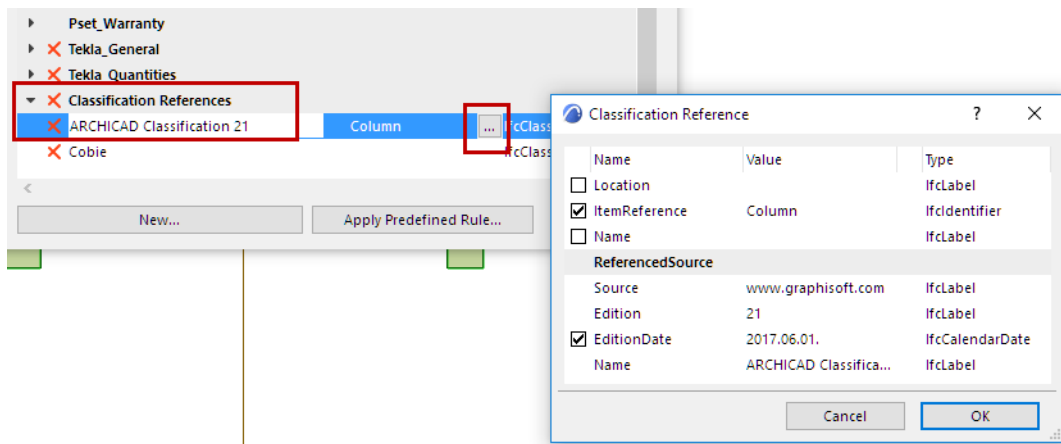 Pset_Warranty
Tekla_General
Tekla_Quantities
Classification References
ARCHICAD Classification 21 Column ... IfcClass
Cobie IfcClass
New... Apply Predefined Rule...
Classification Reference ?
Name Value Type
Location IfcLabel
ItemReference Column IfcIdentifier
Name IfcLabel
ReferencedSource
Source www.graphisoft.com IfcLabel
Edition 21 IfcLabel
EditionDate 2017.06.01. IfcCalendarDate
Name ARCHICAD Classifica... IfcLabel
Cancel OK